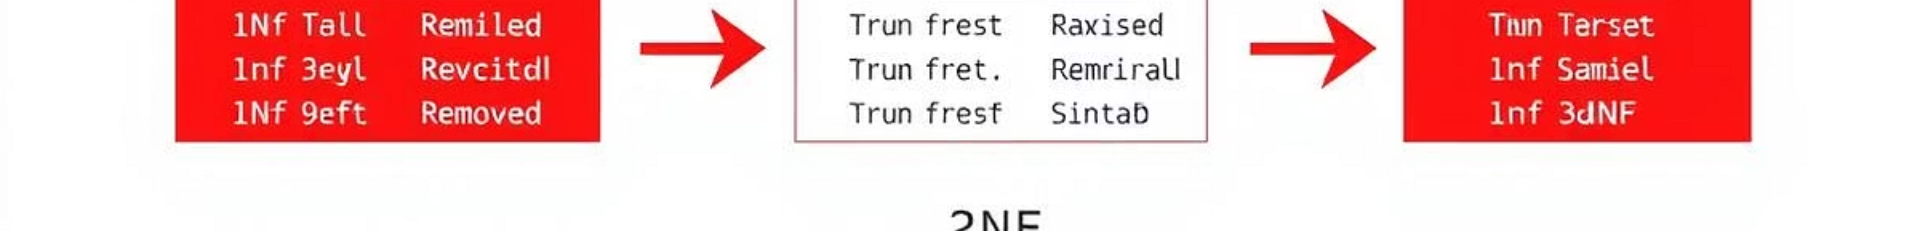 1Nf Tall Remiled Trun frest Raxised Tiun Tarset
1nf 3eyl Revcitdl Trun fret. Remrirall 1nf Samiel
1Nf 9eft Removed Trun fresf Sintab 1nf 3dNF